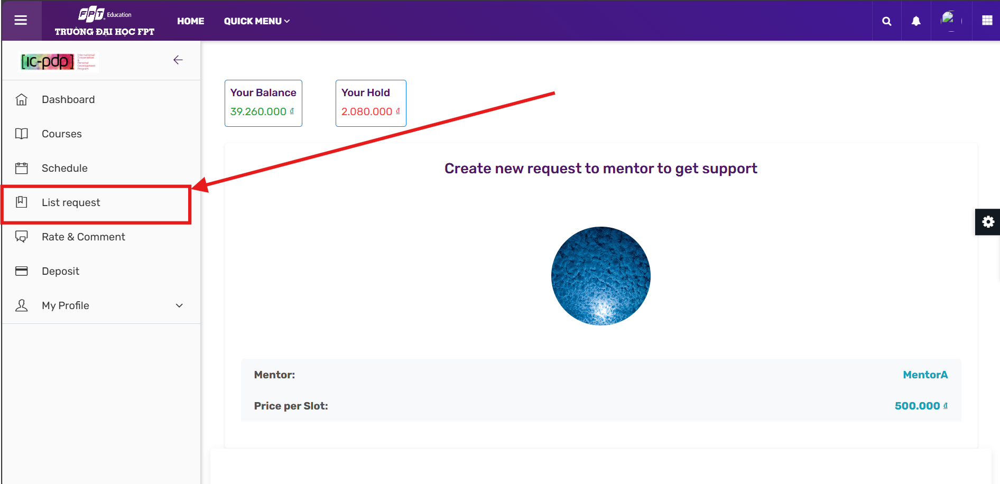 FPT Education
TRƯỜNG ĐẠI HỌC FPT
HOME
QUICK MENU
[ic-pdp]
International
Cooperation
&
Personal
Development
Program
Dashboard
Courses
Schedule
List request
Rate & Comment
Deposit
My Profile
Your Balance
39.260.000 ₫
Your Hold
2.080.000 ₫
Create new request to mentor to get support
Mentor:
MentorA
Price per Slot:
500.000 ₫